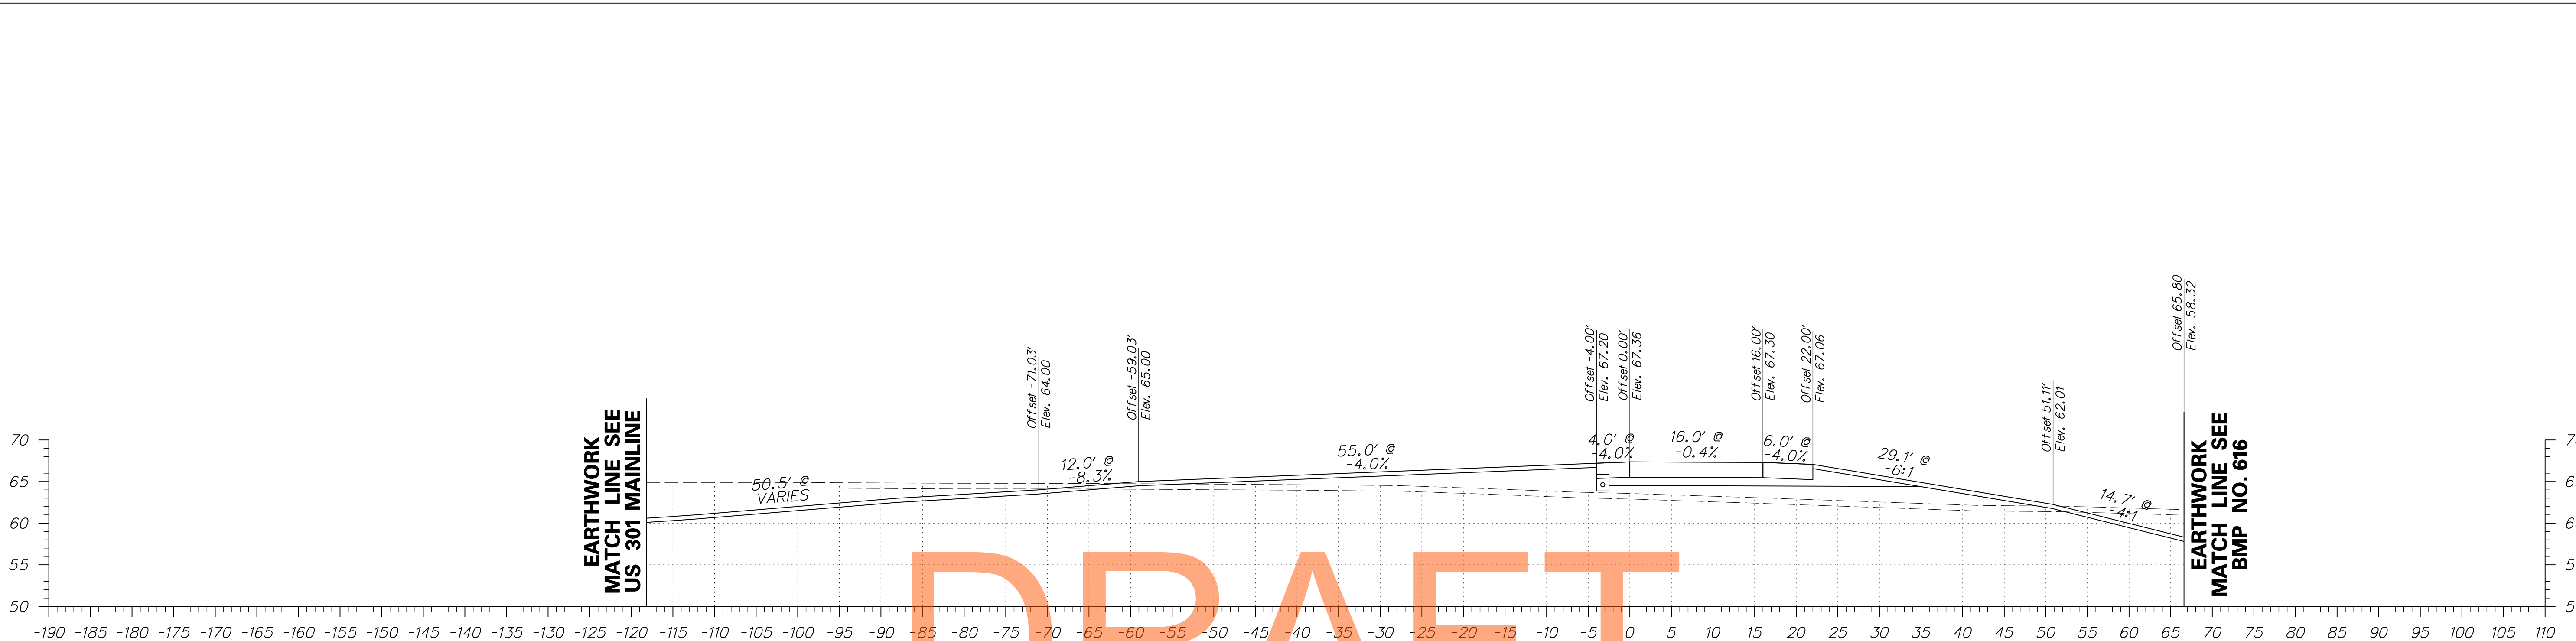 Offset 65.80
Elev. 58.32
Offset -71.03'
Elev. 64.00
Offset -59.03'
Elev. 65.00
Offset -4.00'
Elev. 67.20
Offset 0.00'
Elev. 67.36
Offset 16.00'
Elev. 67.30
Offset 22.00'
Elev. 67.06
Offset 51.11'
Elev. 62.01
EARTHWORK
MATCH LINE SEE
US 301 MAINLINE
50.5' @
VARIES
12.0' @
-8.3%
55.0' @
-4.0%
4.0' @
-4.0%
16.0' @
-0.4%
6.0' @
-4.0%
29.1' @
-6:1
14.7' @
-4:1
EARTHWORK
MATCH LINE SEE
BMP NO. 616
70
65
60
55
50
DRAFT
-190 -185 -180 -175 -170 -165 -160 -155 -150 -145 -140 -135 -130 -125 -120 -115 -110 -105 -100 -95 -90 -85 -80 -75 -70 -65 -60 -55 -50 -45 -40 -35 -30 -25 -20 -15 -10 -5 0 5 10 15 20 25 30 35 40 45 50 55 60 65 70 75 80 85 90 95 100 105 110